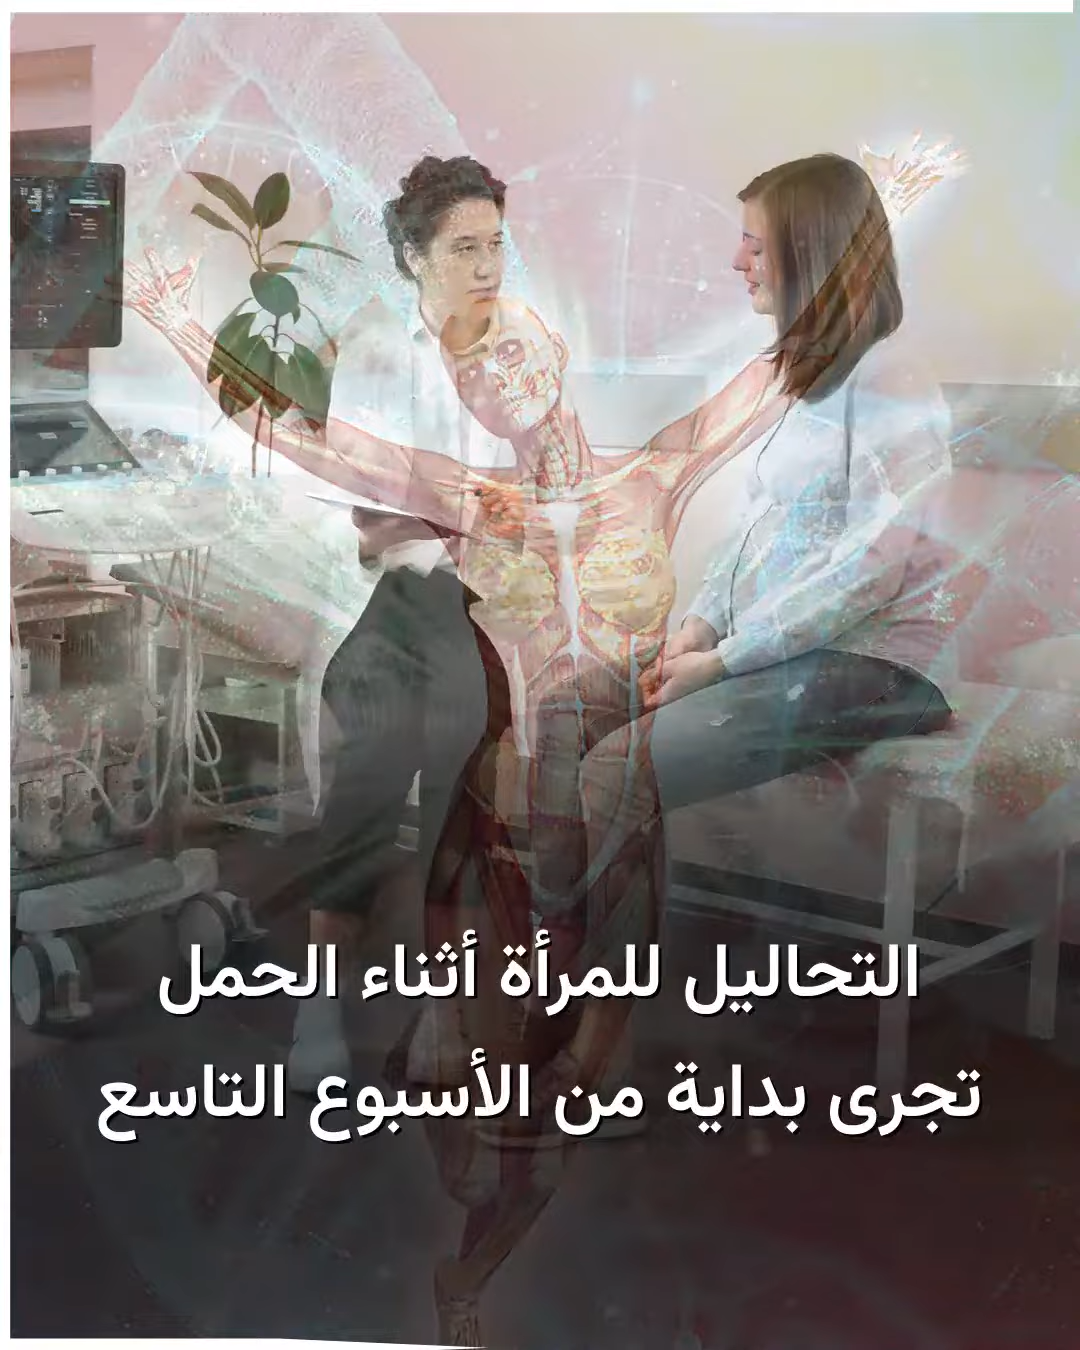 التحاليل للمرأة أثناء الحمل
تجرى بداية من الأسبوع التاسع